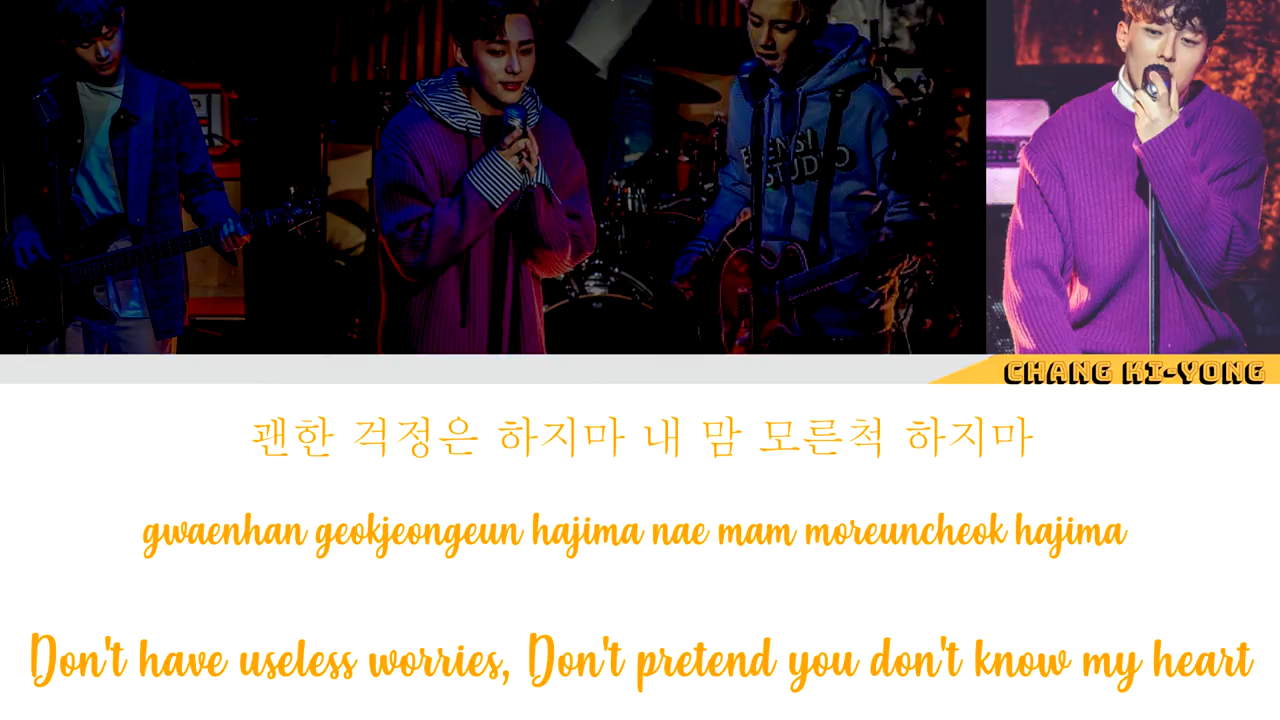 CHANG KI-YONG
괜한 걱정은 하지마 내 맘 모른척 하지마
gwaenhan geokjeongeun hajima nae mam moreuncheok hajima
Don't have useless worries, Don't pretend you don't know my heart